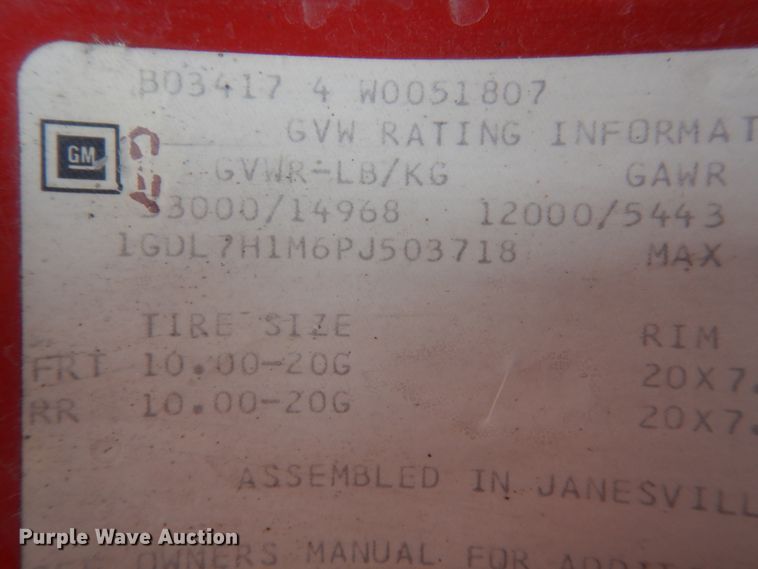 B03417 4 W0051807
GVW RATING INFORMAT
GM
GVWR-LB/KG GAWR
33000/14968 12000/5443
1GDL7H1M6PJ503718 MAX
TIRE SIZE RIM
FRT 10.00-20G 20X7.
RR 10.00-20G 20X7.
ASSEMBLED IN JANESVILL
OWNERS MANUAL FOR
Purple Wave Auction